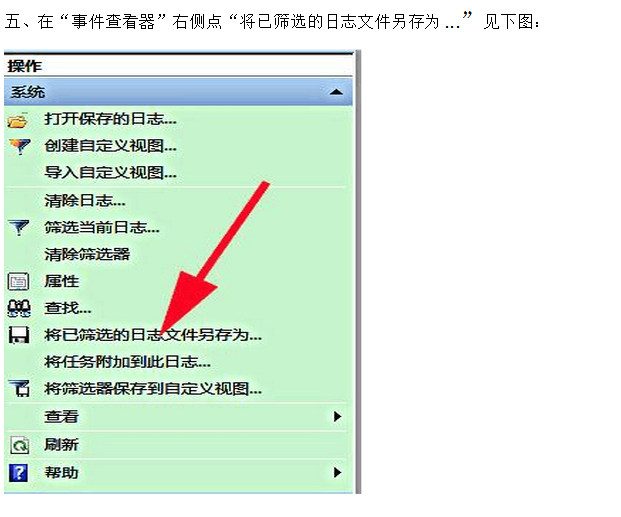 五、在“事件查看器”右侧点“将已筛选的日志文件另存为 ...” 见下图：
操作
系统
打开保存的日志...
创建自定义视图...
导入自定义视图...
清除日志...
筛选当前日志...
清除筛选器
属性
查找...
将已筛选的日志文件另存为...
将任务附加到此日志...
将筛选器保存到自定义视图...
查看
刷新
帮助